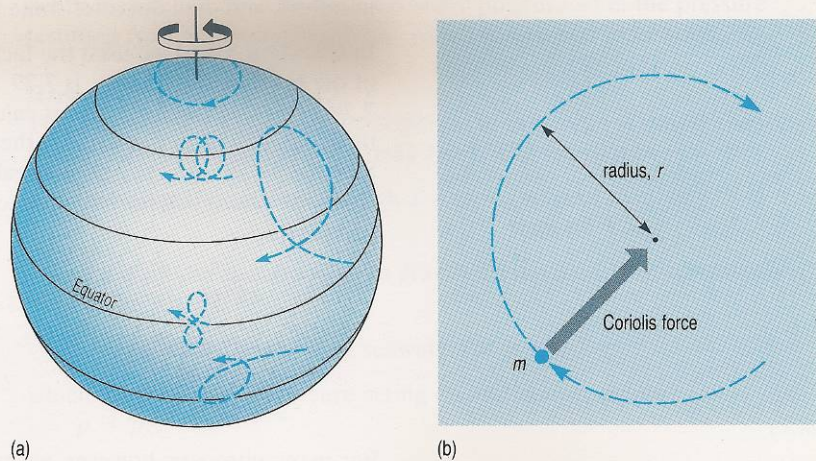 Equator
(a)
radius, r
Coriolis force
m
(b)